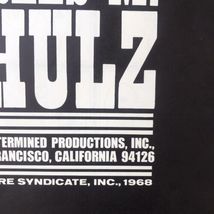 HULZ
TERMINED PRODUCTIONS, INC.,
RANCISCO, CALIFORNIA 94126
RE SYNDICATE, INC., 1968